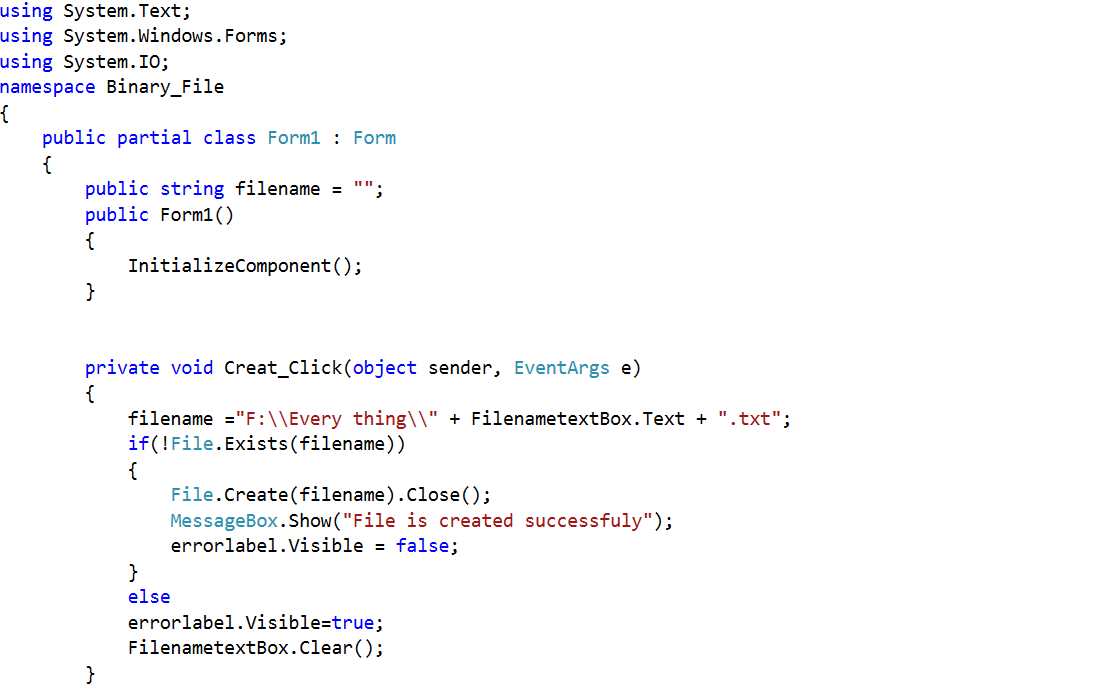 using System.Text;
using System.Windows.Forms;
using System.IO;
namespace Binary_File
{
    public partial class Form1 : Form
    {
        public string filename = "";
        public Form1()
        {
            InitializeComponent();
        }
        private void Creat_Click(object sender, EventArgs e)
        {
            filename ="F:\\Every thing\\" + FilenametextBox.Text + ".txt";
            if(!File.Exists(filename))
            {
                File.Create(filename).Close();
                MessageBox.Show("File is created successfuly");
                errorlabel.Visible = false;
            }
            else
            errorlabel.Visible=true;
            FilenametextBox.Clear();
        }